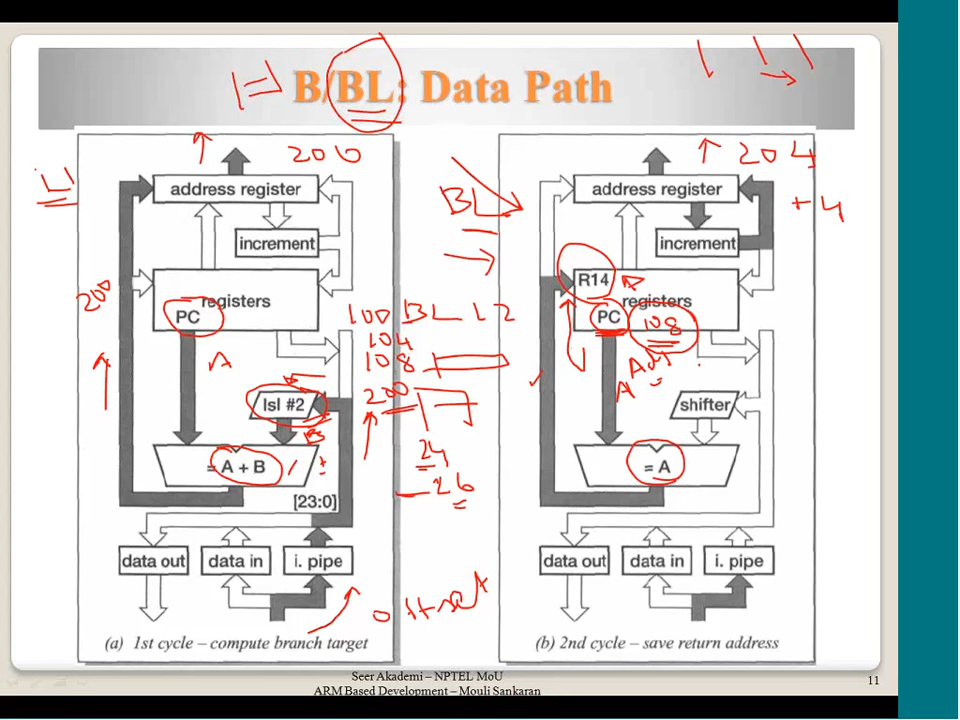 1=) B/BL: Data Path
200
204
+4
address register
increment
registers
PC
200
A
lsl #2
B
= A + B
[23:0]
data out
data in
i. pipe
(a) 1st cycle – compute branch target
BL
100 BL 12
104
108
200
24
26
offset
address register
increment
R14
registers
PC
108
A
shifter
= A
data out
data in
i. pipe
(b) 2nd cycle – save return address
Seer Akademi – NPTEL MoU
ARM Based Development – Mouli Sankaran
11